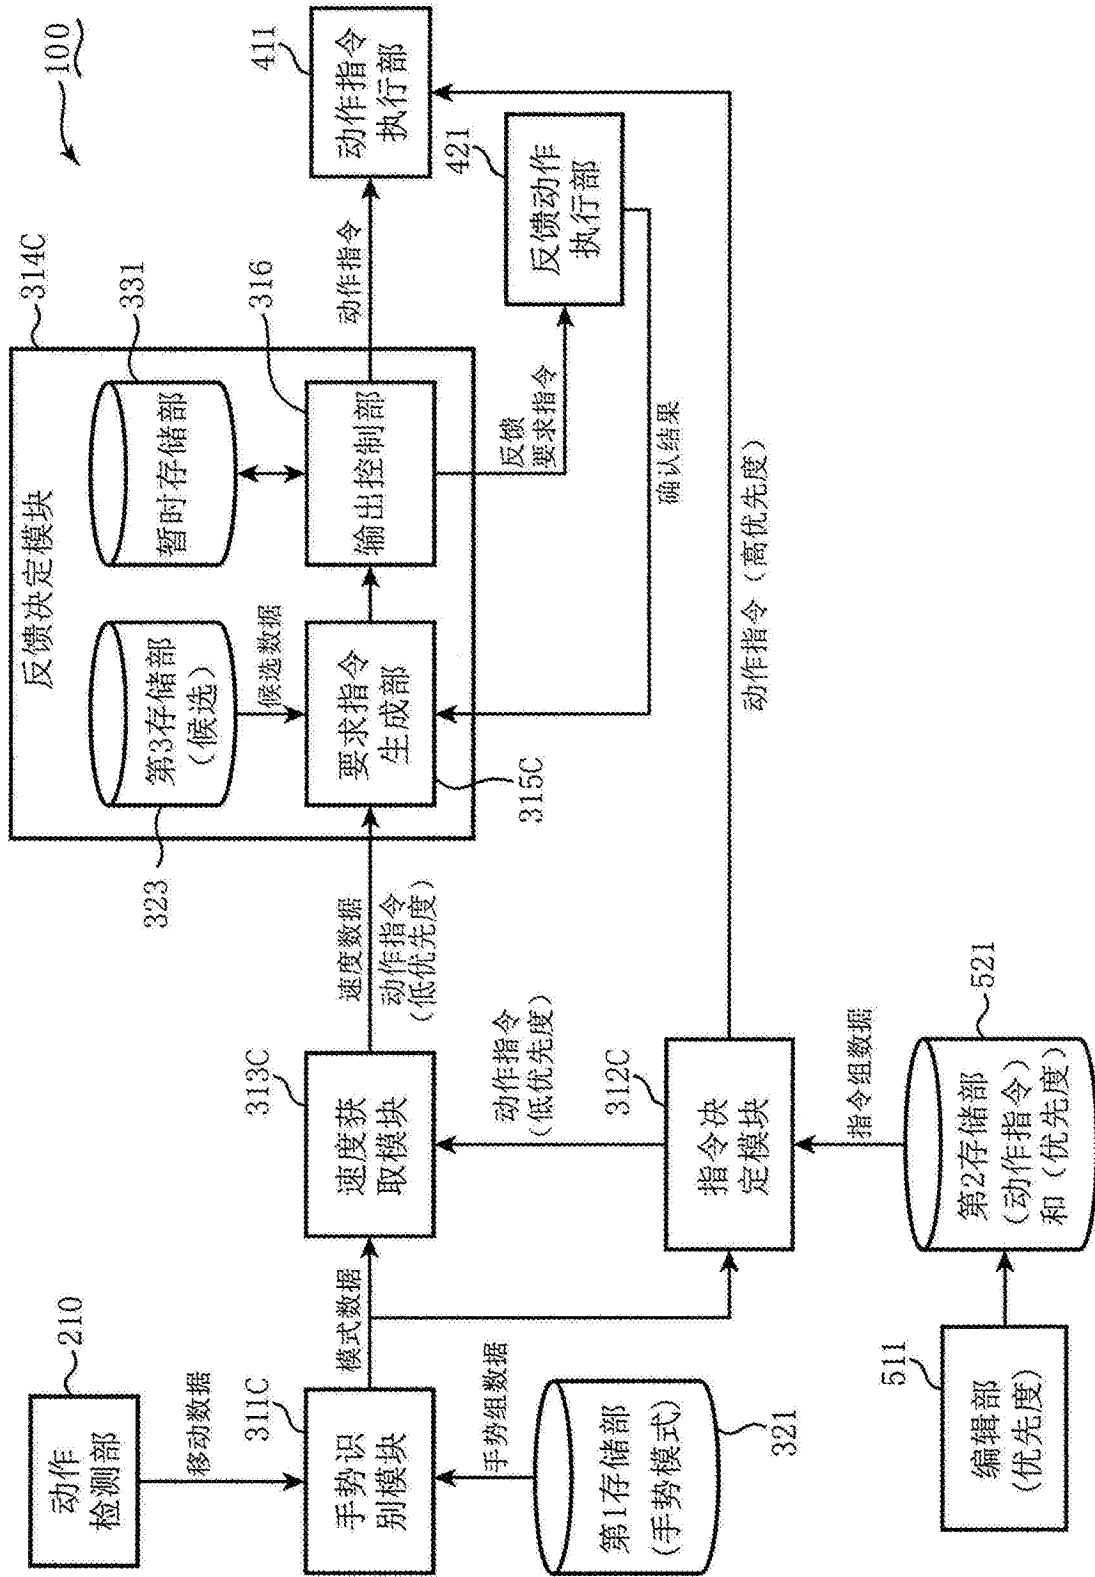 100
动作
检测部
210
移动数据
手势识
别模块
311C
手势组数据
第1存储部
(手势模式)
321
模式数据
速度获
取模块
313C
动作指令
(低优先度)
指令决
定模块
312C
指令组数据
第2存储部
(动作指令)
和(优先度)
521
编辑部
(优先度)
511
速度数据
动作指令
(低优先度)
反馈决定模块
314C
第3存储部
(候选)
323
候选数据
要求指令
生成部
315C
暂时存储部
331
输出控制部
316
动作指令
动作指令
执行部
411
反馈
要求指令
反馈动作
执行部
421
确认结果
动作指令(高优先度)